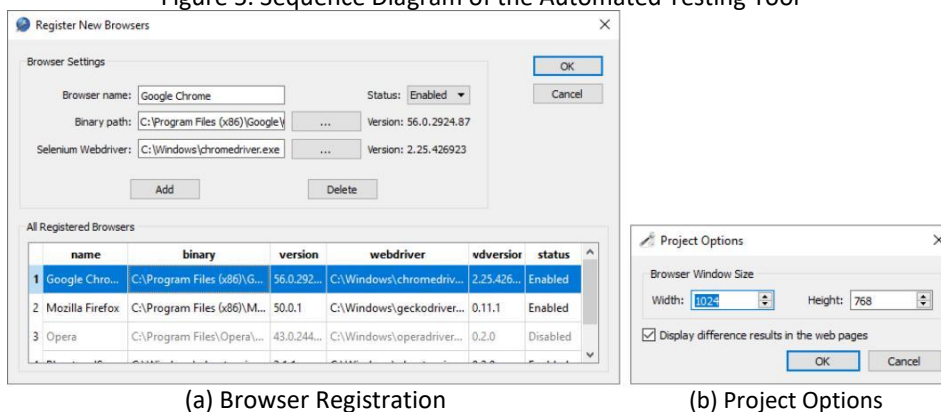 Figure 5. Sequence Diagram of the Automated Testing Tool
Register New Browsers
Browser Settings
OK
Browser name: Google Chrome Status: Enabled
Cancel
Binary path: C:\Program Files (x86)\Google\ ... Version: 56.0.2924.87
Selenium Webdriver: C:\Windows\chromedriver.exe ... Version: 2.25.426923
Add Delete
All Registered Browsers
name binary version webdriver vdversior status
1 Google Chro... C:\Program Files (x86)\G... 56.0.292... C:\Windows\chromedriv... 2.25.426... Enabled
2 Mozilla Firefox C:\Program Files (x86)\M... 50.0.1 C:\Windows\geckodriver... 0.11.1 Enabled
3 Opera C:\Program Files\Opera\... 43.0.244... C:\Windows\operadriver... 0.2.0 Disabled
(a) Browser Registration
Project Options
Browser Window Size
Width: 1024 Height: 768
Display difference results in the web pages
OK Cancel
(b) Project Options